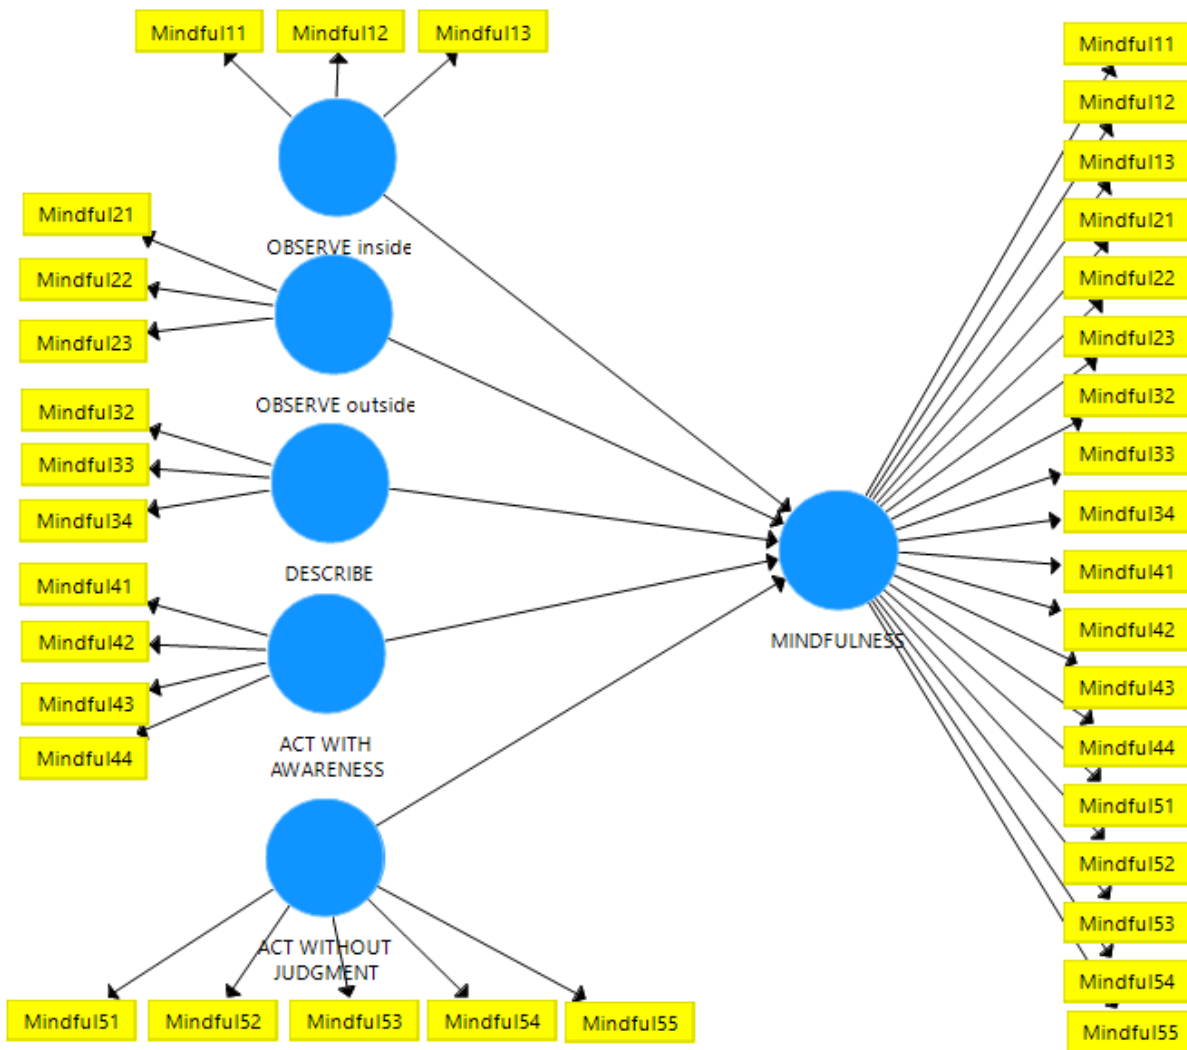 Mindful11
Mindful12
Mindful13
OBSERVE inside
Mindful21
Mindful22
Mindful23
OBSERVE outside
Mindful32
Mindful33
Mindful34
DESCRIBE
Mindful41
Mindful42
Mindful43
Mindful44
ACT WITH
AWARENESS
ACT WITHOUT
JUDGMENT
Mindful51
Mindful52
Mindful53
Mindful54
Mindful55
MINDFULNESS
Mindful11
Mindful12
Mindful13
Mindful21
Mindful22
Mindful23
Mindful32
Mindful33
Mindful34
Mindful41
Mindful42
Mindful43
Mindful44
Mindful51
Mindful52
Mindful53
Mindful54
Mindful55